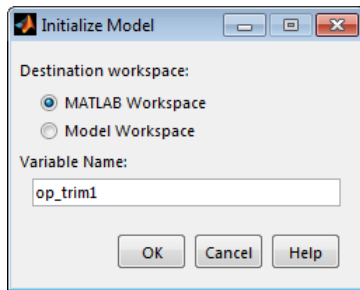 Initialize Model
Destination workspace:
MATLAB Workspace
Model Workspace
Variable Name:
op_trim1
OK Cancel Help